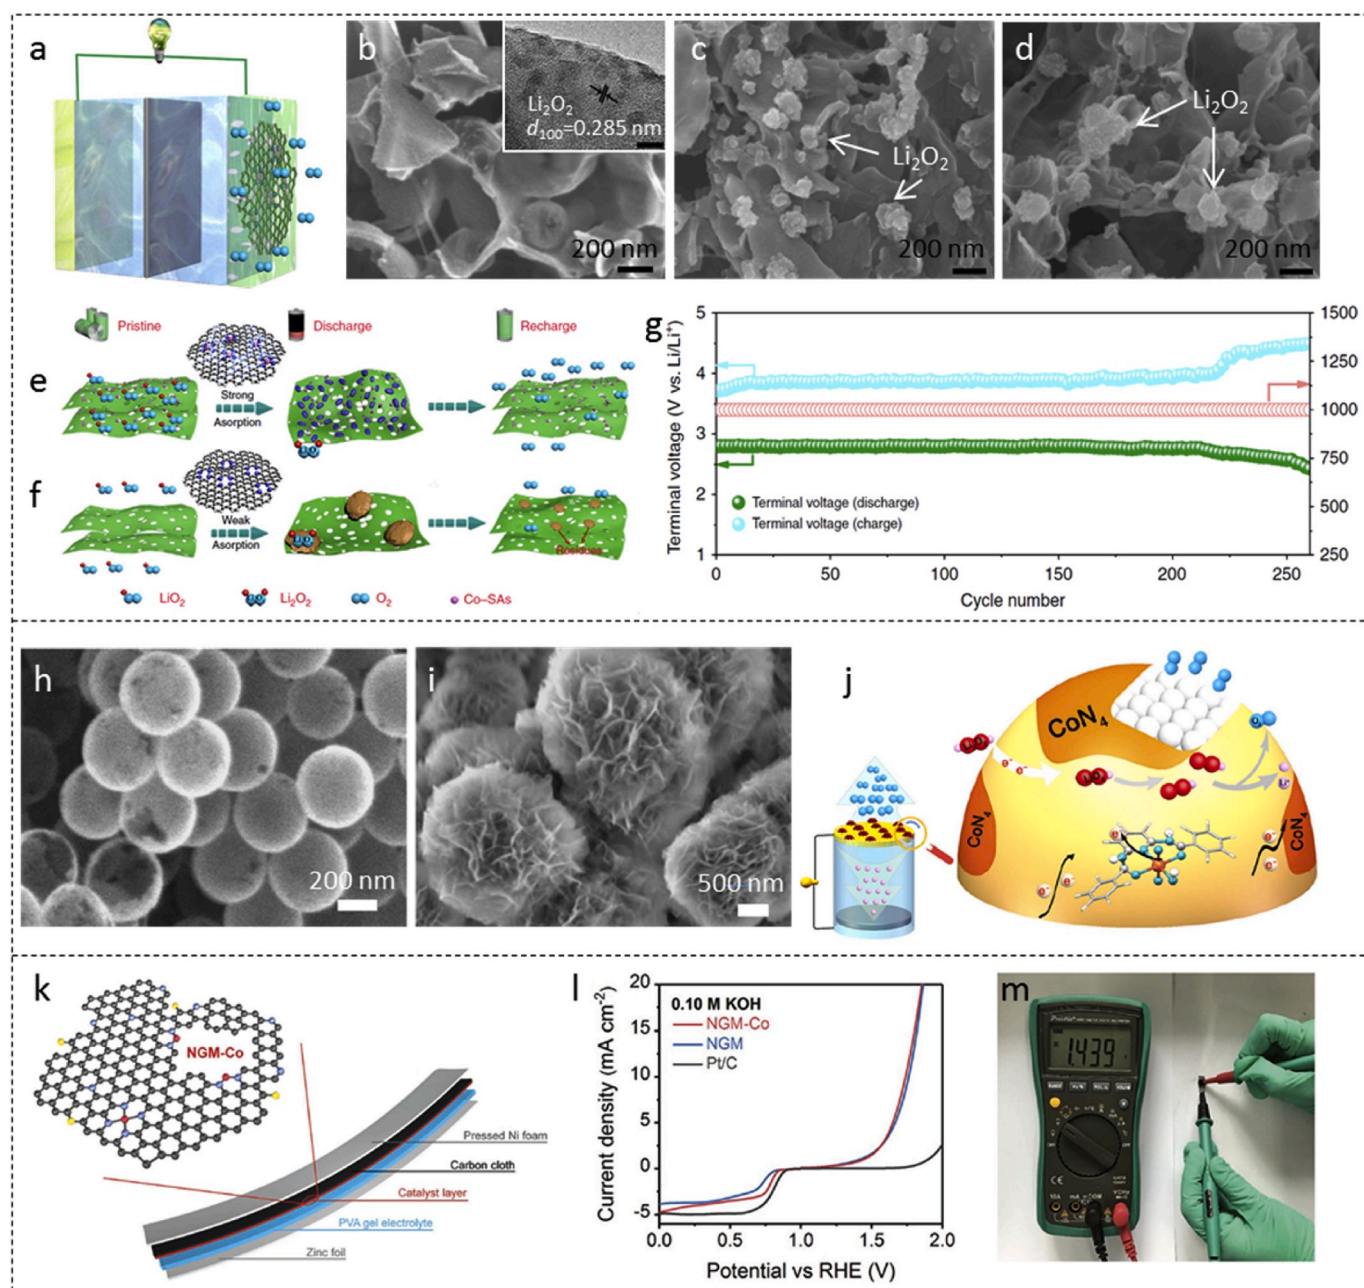 a
b
Li₂O₂
d₁₀₀=0.285 nm
200 nm
c
Li₂O₂
200 nm
d
Li₂O₂
200 nm
Pristine
Discharge
Recharge
e
Strong
Asorption
f
Weak
Asorption
Residues
LiO₂
Li₂O₂
O₂
Co–SAs
g
Terminal voltage (V vs. Li/Li⁺)
5
4
3
2
1
1500
1250
1000
750
500
250
Terminal voltage (discharge)
Terminal voltage (charge)
0 50 100 150 200 250
Cycle number
h
200 nm
i
500 nm
j
CoN₄
CoN₄
CoN₄
e⁻ e⁻
e⁻
e⁻
e⁻
e⁻
e⁻
k
NGM-Co
Pressed Ni foam
Carbon cloth
Catalyst layer
PVA gel electrolyte
Zinc foil
l
Current density (mA cm⁻²)
20
15
10
5
0
-5
0.10 M KOH
NGM-Co
NGM
Pt/C
0.0 0.5 1.0 1.5 2.0
Potential vs RHE (V)
m
1.439